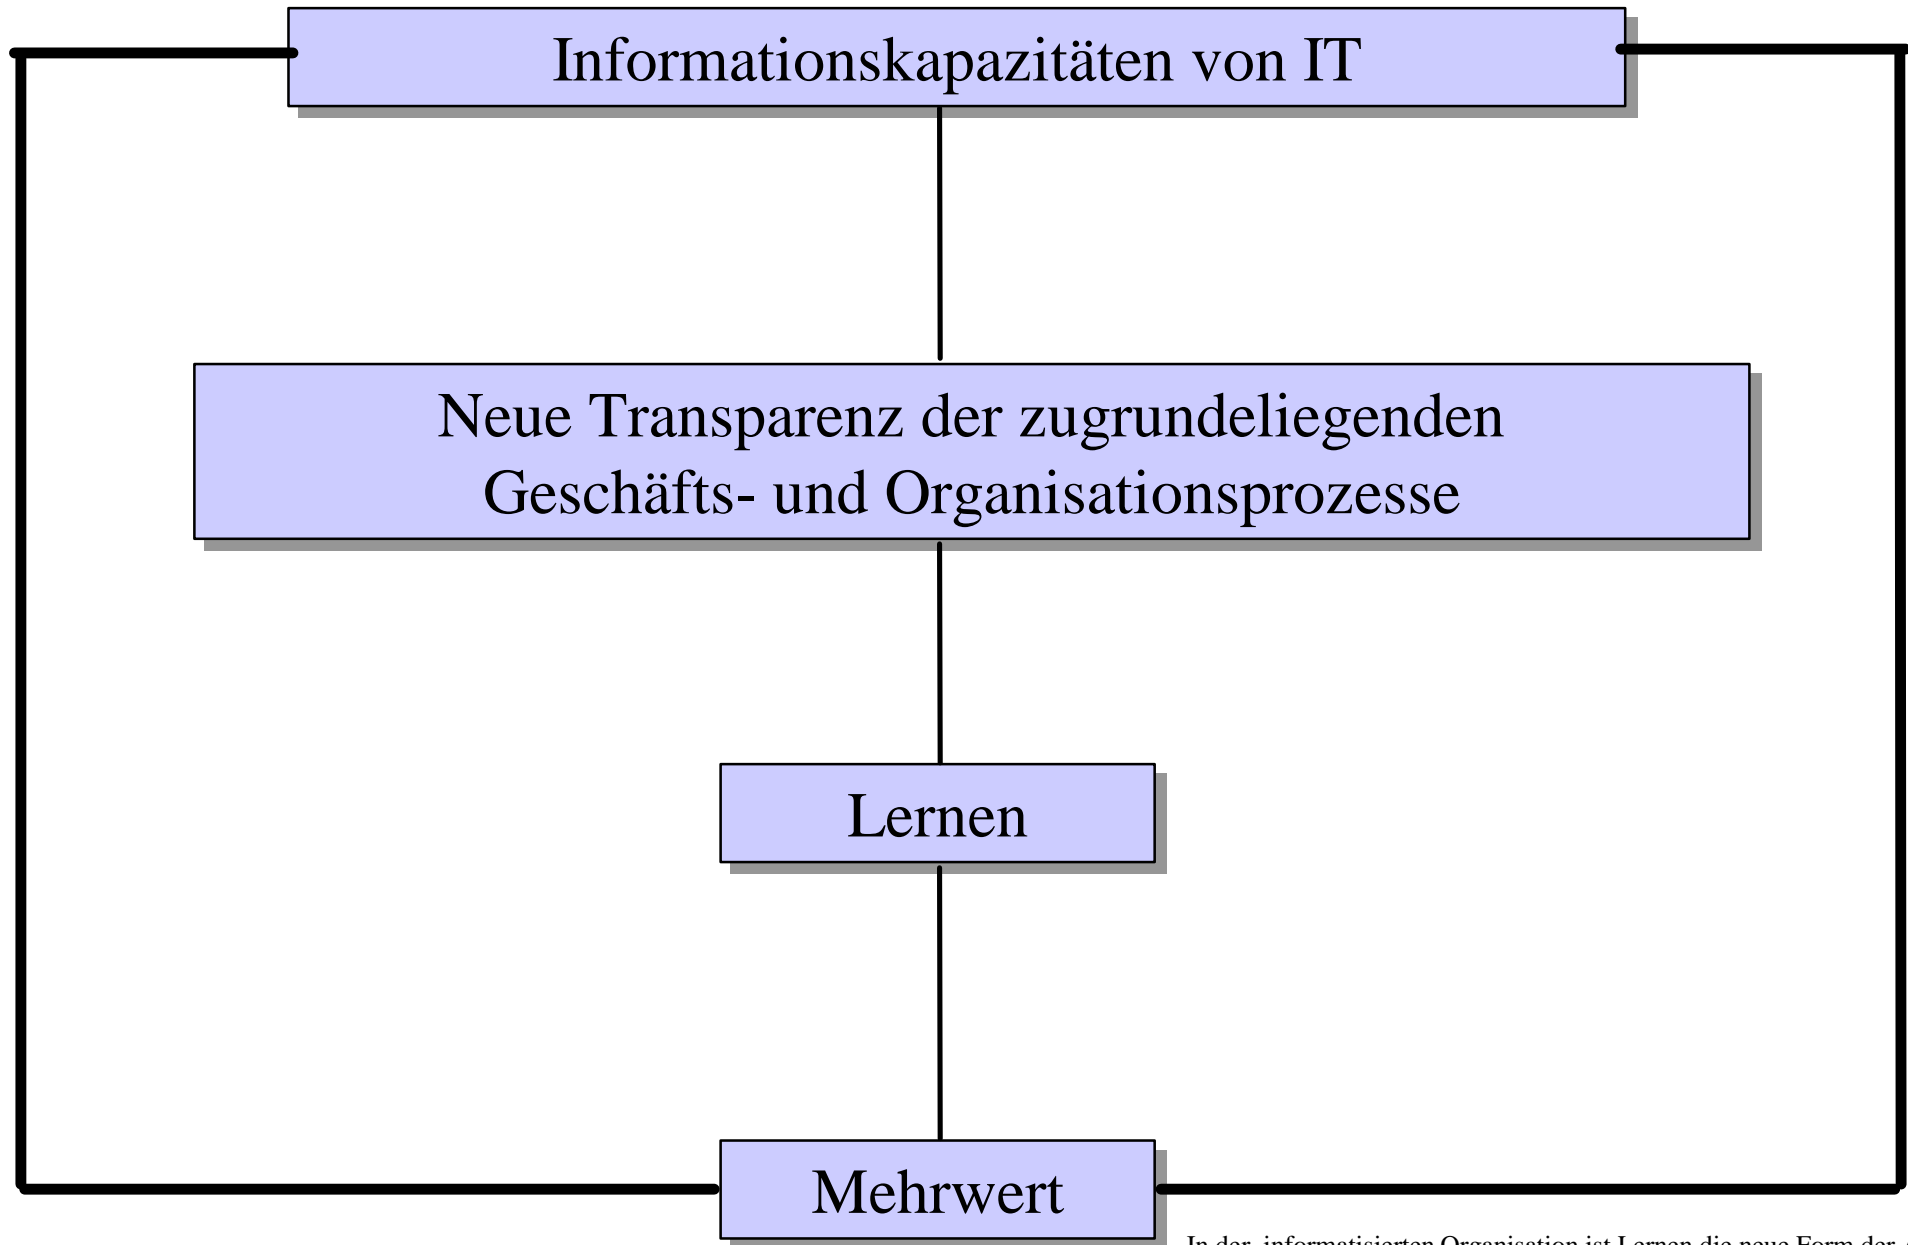 Informationskapazitäten von IT
Neue Transparenz der zugrundeliegenden
Geschäfts- und Organisationsprozesse
Lernen
Mehrwert
In der informatisierten Organisation ist Lernen die neue Form der